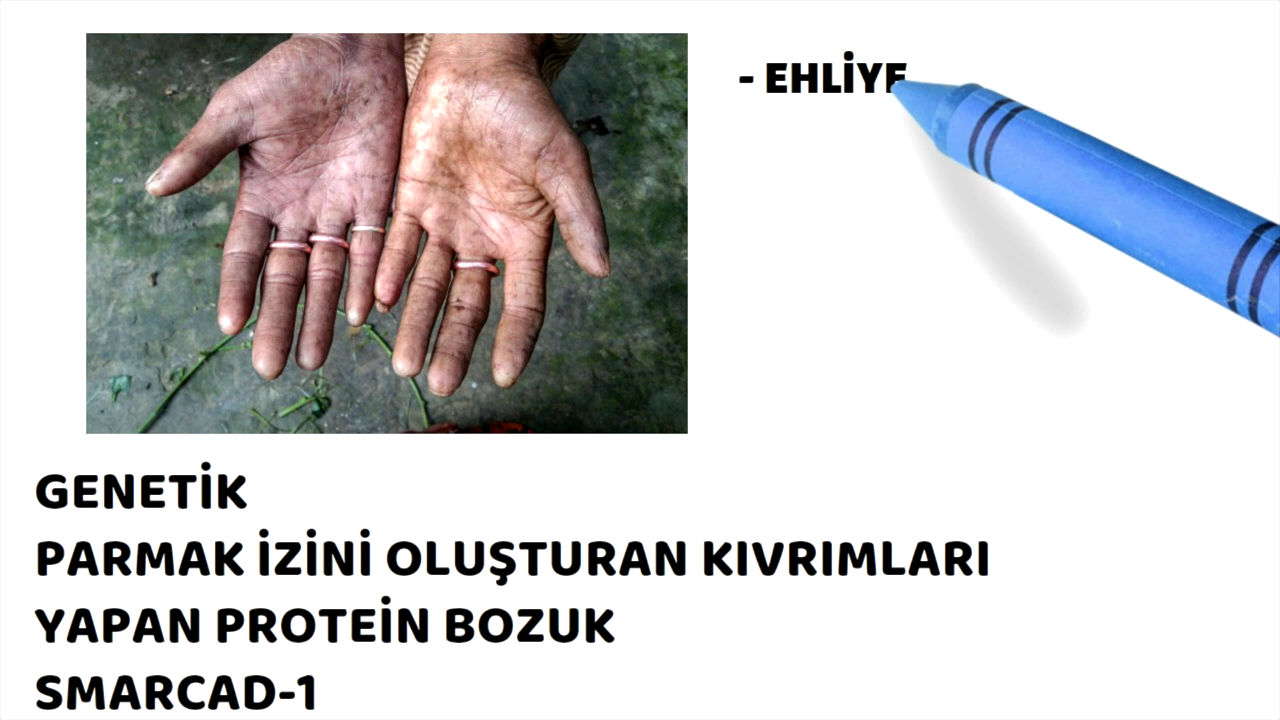 - EHLİYE
GENETİK
PARMAK İZİNİ OLUŞTURAN KIVRIMLARI
YAPAN PROTEİN BOZUK
SMARCAD-1